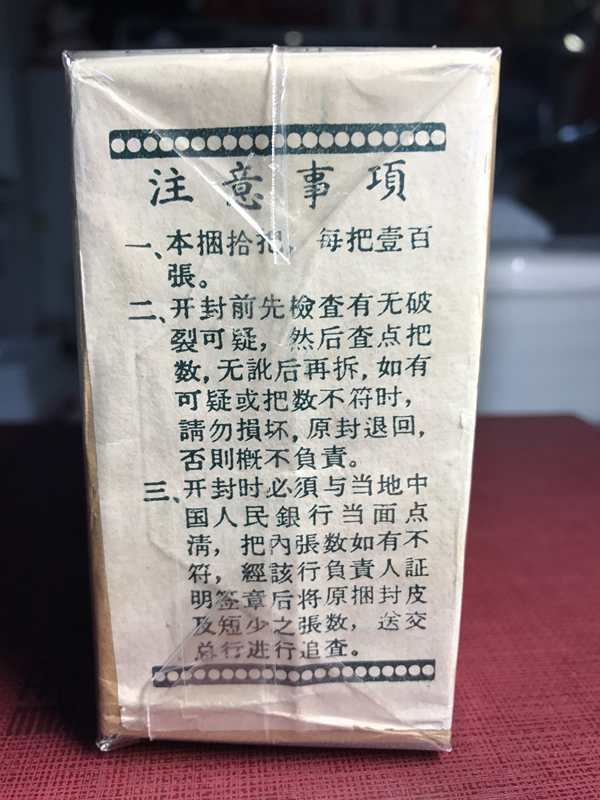 注意事項
一、本捆拾把，每把壹百
張。
二、开封前先檢查有无破
裂可疑，然后查点把
数，无訛后再拆，如有
可疑或把数不符时，
請勿損坏，原封退回，
否則概不負責。
三、开封时必須与当地中
国人民銀行当面点
淸，把內張数如有不
符，經該行負責人証
明签章后将原捆封皮
及短少之張数，送交
总行进行追查。